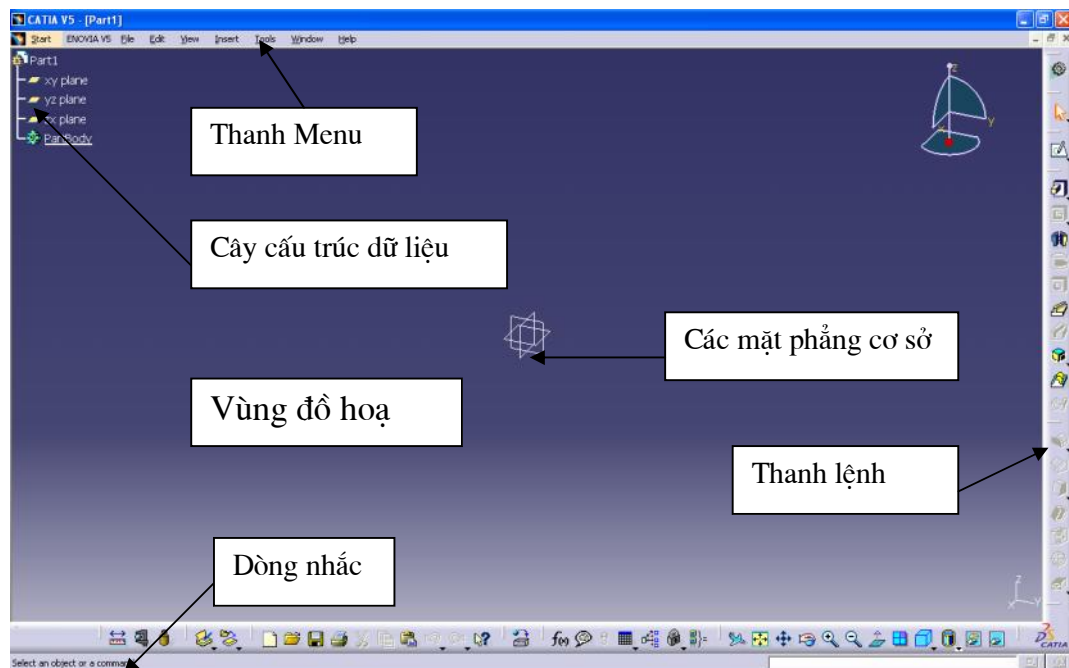 CATIA V5 - [Part1]
Start ENOVIA V5 File Edit View Insert Tools Window Help
Part1
xy plane
yz plane
zx plane
PartBody
z
x
y
Thanh Menu
Cây cấu trúc dữ liệu
Các mặt phẳng cơ sở
Vùng đồ hoạ
Thanh lệnh
Dòng nhắc
z
x
y
f(x)
CATIA
Select an object or a command